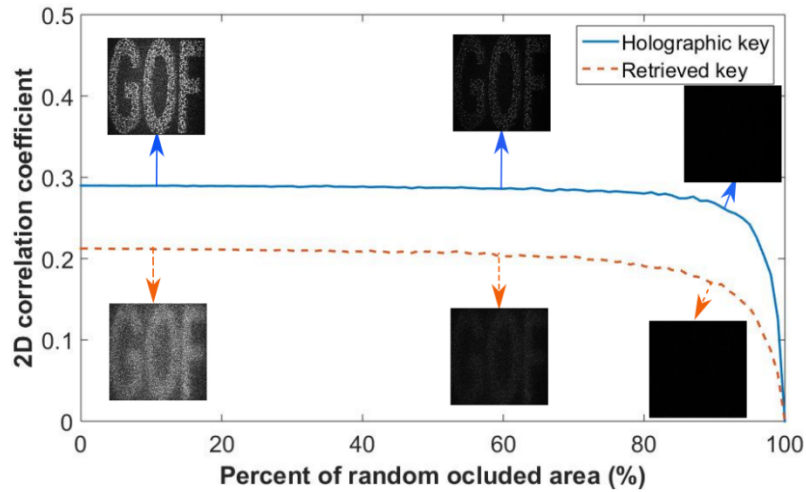 0.5
0.4
0.3
0.2
0.1
0
2D correlation coefficient
Holographic key
Retrieved key
GOF
GOF
GOF
GOF
0
20
40
60
80
100
Percent of random ocluded area (%)